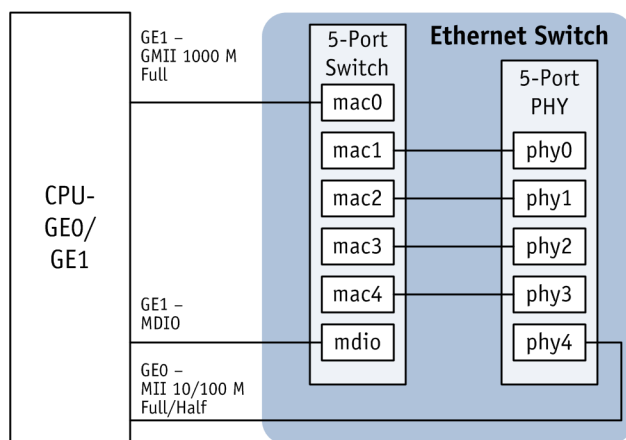 GE1 –
GMII 1000 M
Full
5-Port
Switch
Ethernet Switch
5-Port
PHY
mac0
mac1
phy0
mac2
phy1
mac3
phy2
mac4
phy3
mdio
phy4
CPU-
GE0/
GE1
GE1 –
MDIO
GE0 –
MII 10/100 M
Full/Half